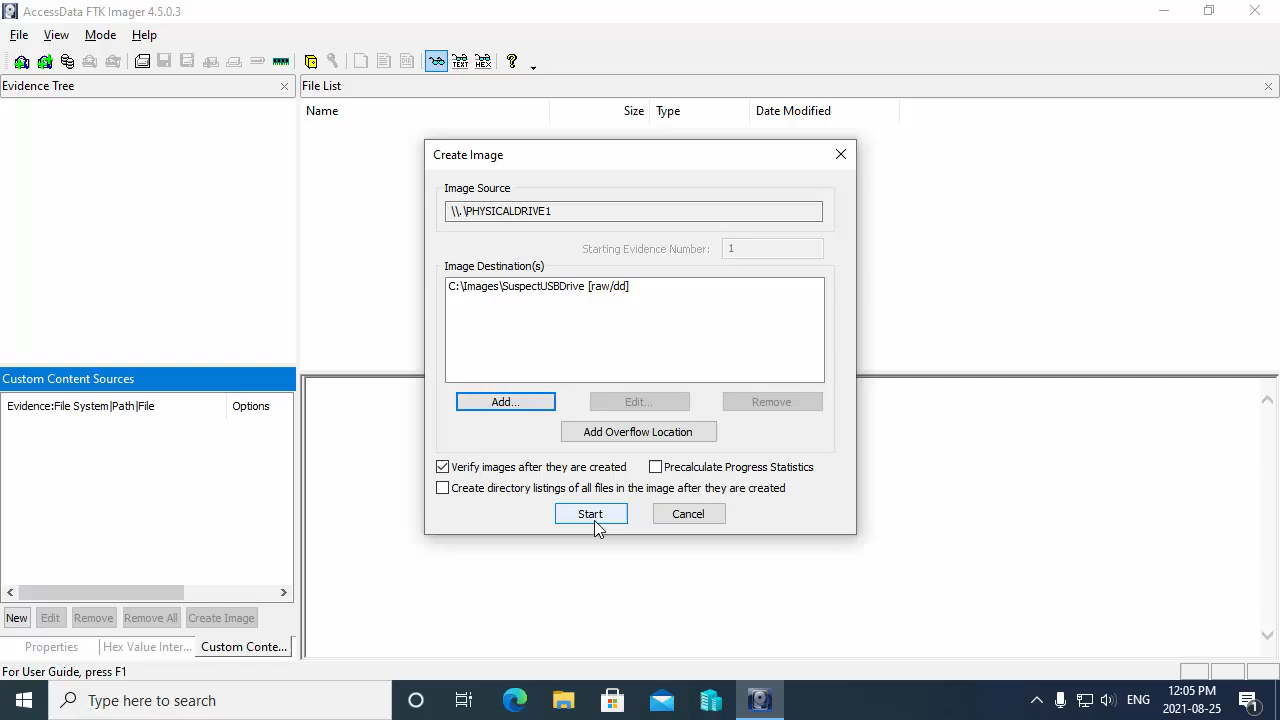 AccessData FTK Imager 4.5.0.3
File View Mode Help
TEXT HEX
Evidence Tree
File List
Name Size Type Date Modified
Create Image
Image Source
\\.\PHYSICALDRIVE1
Starting Evidence Number: 1
Image Destination(s)
C:\Images\SuspectUSBDrive [raw/dd]
Add... Edit... Remove
Add Overflow Location
Verify images after they are created Precalculate Progress Statistics
Create directory listings of all files in the image after they are created
Start Cancel
Custom Content Sources
Evidence:File System|Path|File Options
New Edit Remove Remove All Create Image
Properties Hex Value Inter... Custom Conte...
For User Guide, press F1
Type here to search
ENG
12:05 PM
2021-08-25
1